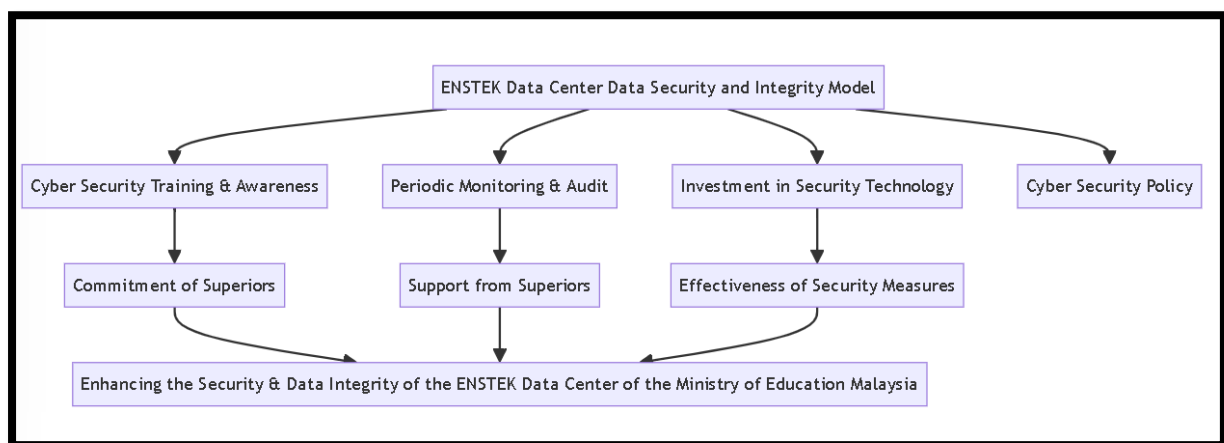 ENSTEK Data Center Data Security and Integrity Model
Cyber Security Training & Awareness
Periodic Monitoring & Audit
Investment in Security Technology
Cyber Security Policy
Commitment of Superiors
Support from Superiors
Effectiveness of Security Measures
Enhancing the Security & Data Integrity of the ENSTEK Data Center of the Ministry of Education Malaysia